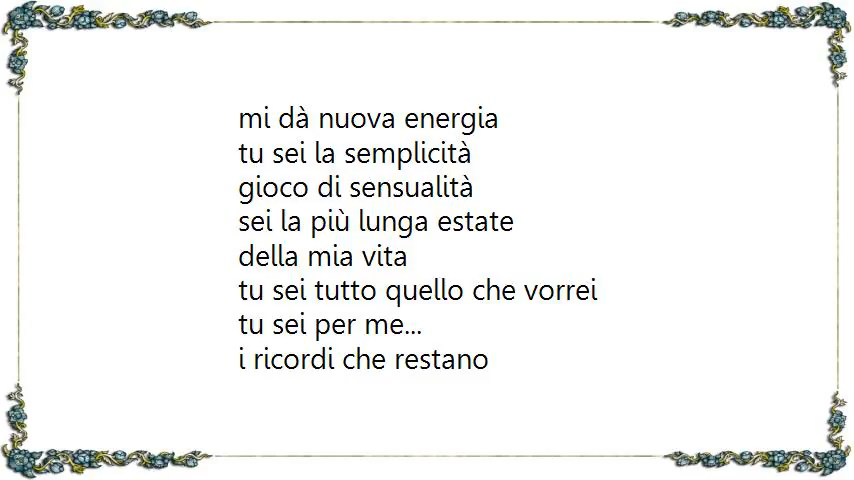 mi dà nuova energia
tu sei la semplicità
gioco di sensualità
sei la più lunga estate
della mia vita
tu sei tutto quello che vorrei
tu sei per me...
i ricordi che restano